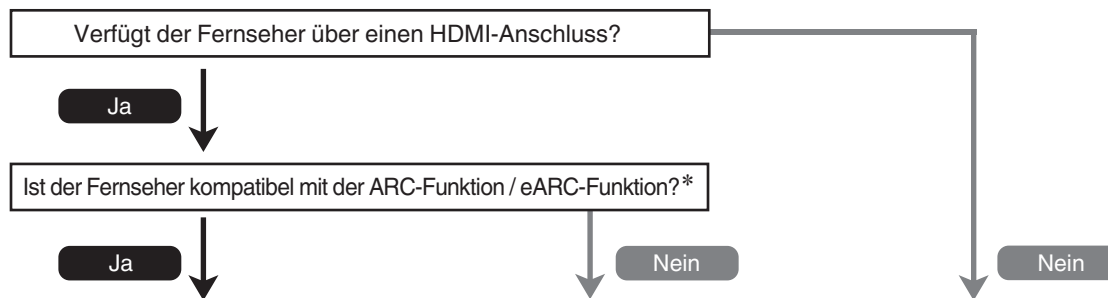 Verfügt der Fernseher über einen HDMI-Anschluss?
Ja
Ist der Fernseher kompatibel mit der ARC-Funktion / eARC-Funktion?*
Ja
Nein
Nein